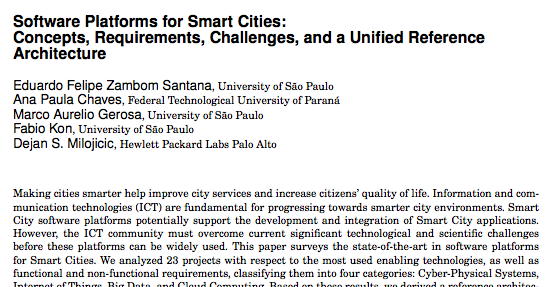 Software Platforms for Smart Cities:
Concepts, Requirements, Challenges, and a Unified Reference
Architecture
Eduardo Felipe Zambom Santana, University of São Paulo
Ana Paula Chaves, Federal Technological University of Paraná
Marco Aurelio Gerosa, University of São Paulo
Fabio Kon, University of São Paulo
Dejan S. Milojicic, Hewlett Packard Labs Palo Alto
Making cities smarter help improve city services and increase citizens' quality of life. Information and com-
munication technologies (ICT) are fundamental for progressing towards smarter city environments. Smart
City software platforms potentially support the development and integration of Smart City applications.
However, the ICT community must overcome current significant technological and scientific challenges
before these platforms can be widely used. This paper surveys the state-of-the-art in software platforms
for Smart Cities. We analyzed 23 projects with respect to the most used enabling technologies, as well as
functional and non-functional requirements, classifying them into four categories: Cyber-Physical Systems,
Internet of Things, Big Data, and Cloud Computing. Based on these results, we derived a reference archite-